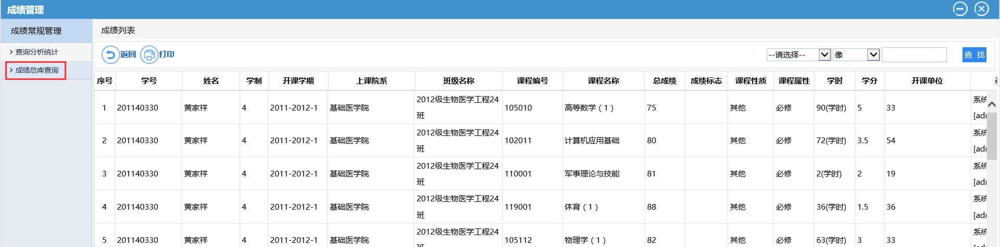 成绩管理
成绩常规管理
查询分析统计
成绩总库查询
成绩列表
返回 打印 --请选择-- 像 查 找
序号 学号 姓名 学制 开课学期 上课院系 班级名称 课程编号 课程名称 总成绩 成绩标志 课程性质 课程属性 学时 学分 开课单位
1 201140330 黄家祥 4 2011-2012-1 基础医学院 2012级生物医学工程24班 105010 高等数学（1） 75 其他 必修 90(学时) 5 33 系统 [adr
2 201140330 黄家祥 4 2011-2012-1 基础医学院 2012级生物医学工程24班 102011 计算机应用基础 80 其他 必修 72(学时) 3.5 54 系统 [adr
3 201140330 黄家祥 4 2011-2012-1 基础医学院 2012级生物医学工程24班 110001 军事理论与技能 81 其他 必修 2(学时) 2 19 系统 [adr
4 201140330 黄家祥 4 2011-2012-1 基础医学院 2012级生物医学工程24班 119001 体育（1） 88 其他 必修 36(学时) 1.5 36 系统 [adr
5 201140330 黄家祥 4 2011-2012-1 基础医学院 2012级生物医学工程24班 105112 物理学（1） 82 其他 必修 63(学时) 3 33 系统